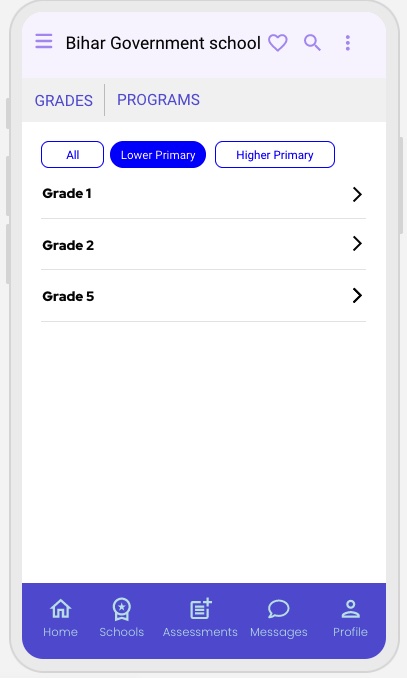 Bihar Government school
GRADES PROGRAMS
All Lower Primary Higher Primary
Grade 1
Grade 2
Grade 5
Home Schools Assessments Messages Profile